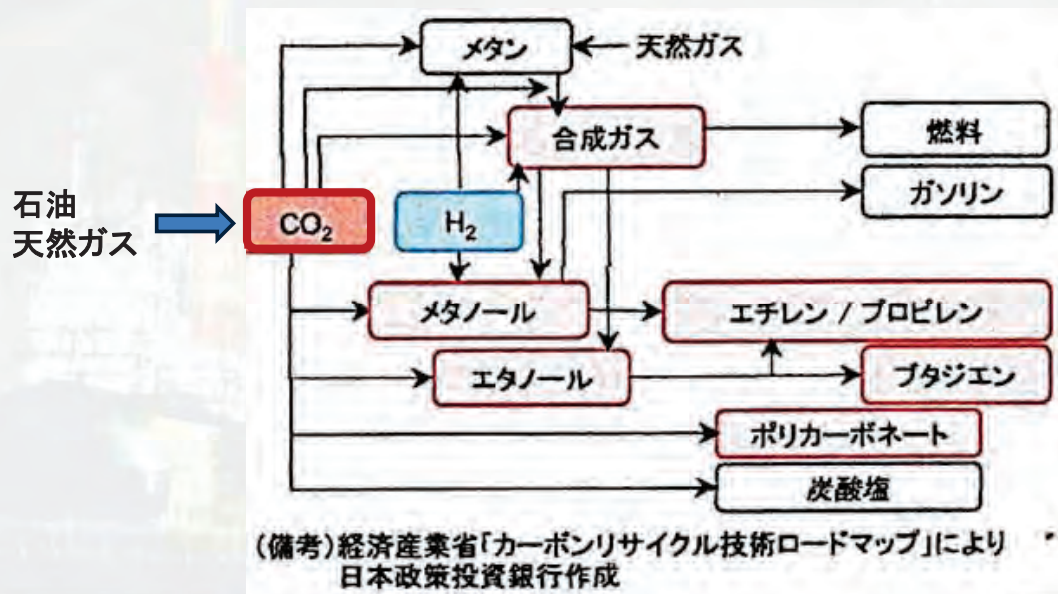 メタン
天然ガス
合成ガス
燃料
ガソリン
石油
天然ガス
CO₂
H₂
メタノール
エチレン / プロピレン
エタノール
ブタジエン
ポリカーボネート
炭酸塩
(備考)経済産業省「カーボンリサイクル技術ロードマップ」により
日本政策投資銀行作成